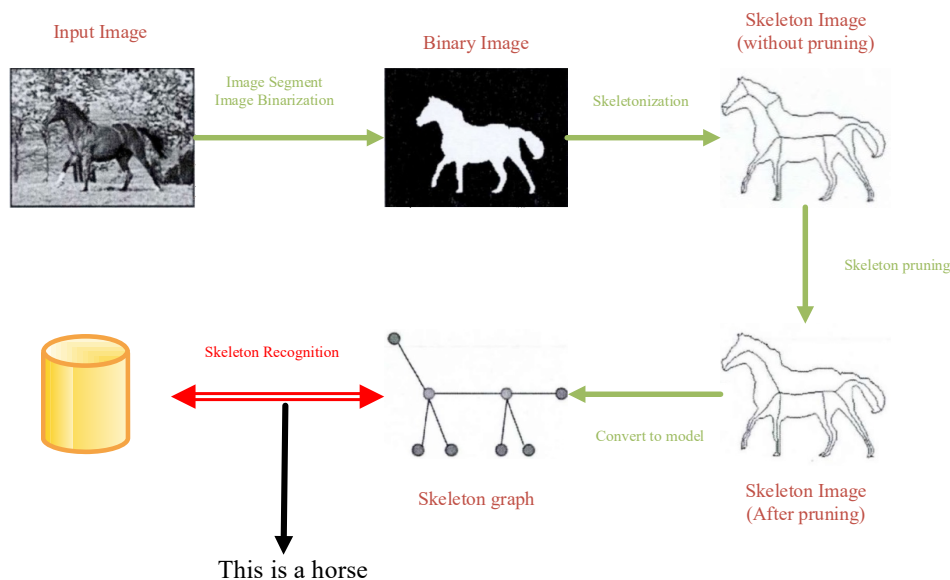 Input Image
Binary Image
Skeleton Image
(without pruning)
Image Segment
Image Binarization
Skeletonization
Skeleton pruning
Skeleton Recognition
Convert to model
Skeleton graph
Skeleton Image
(After pruning)
This is a horse